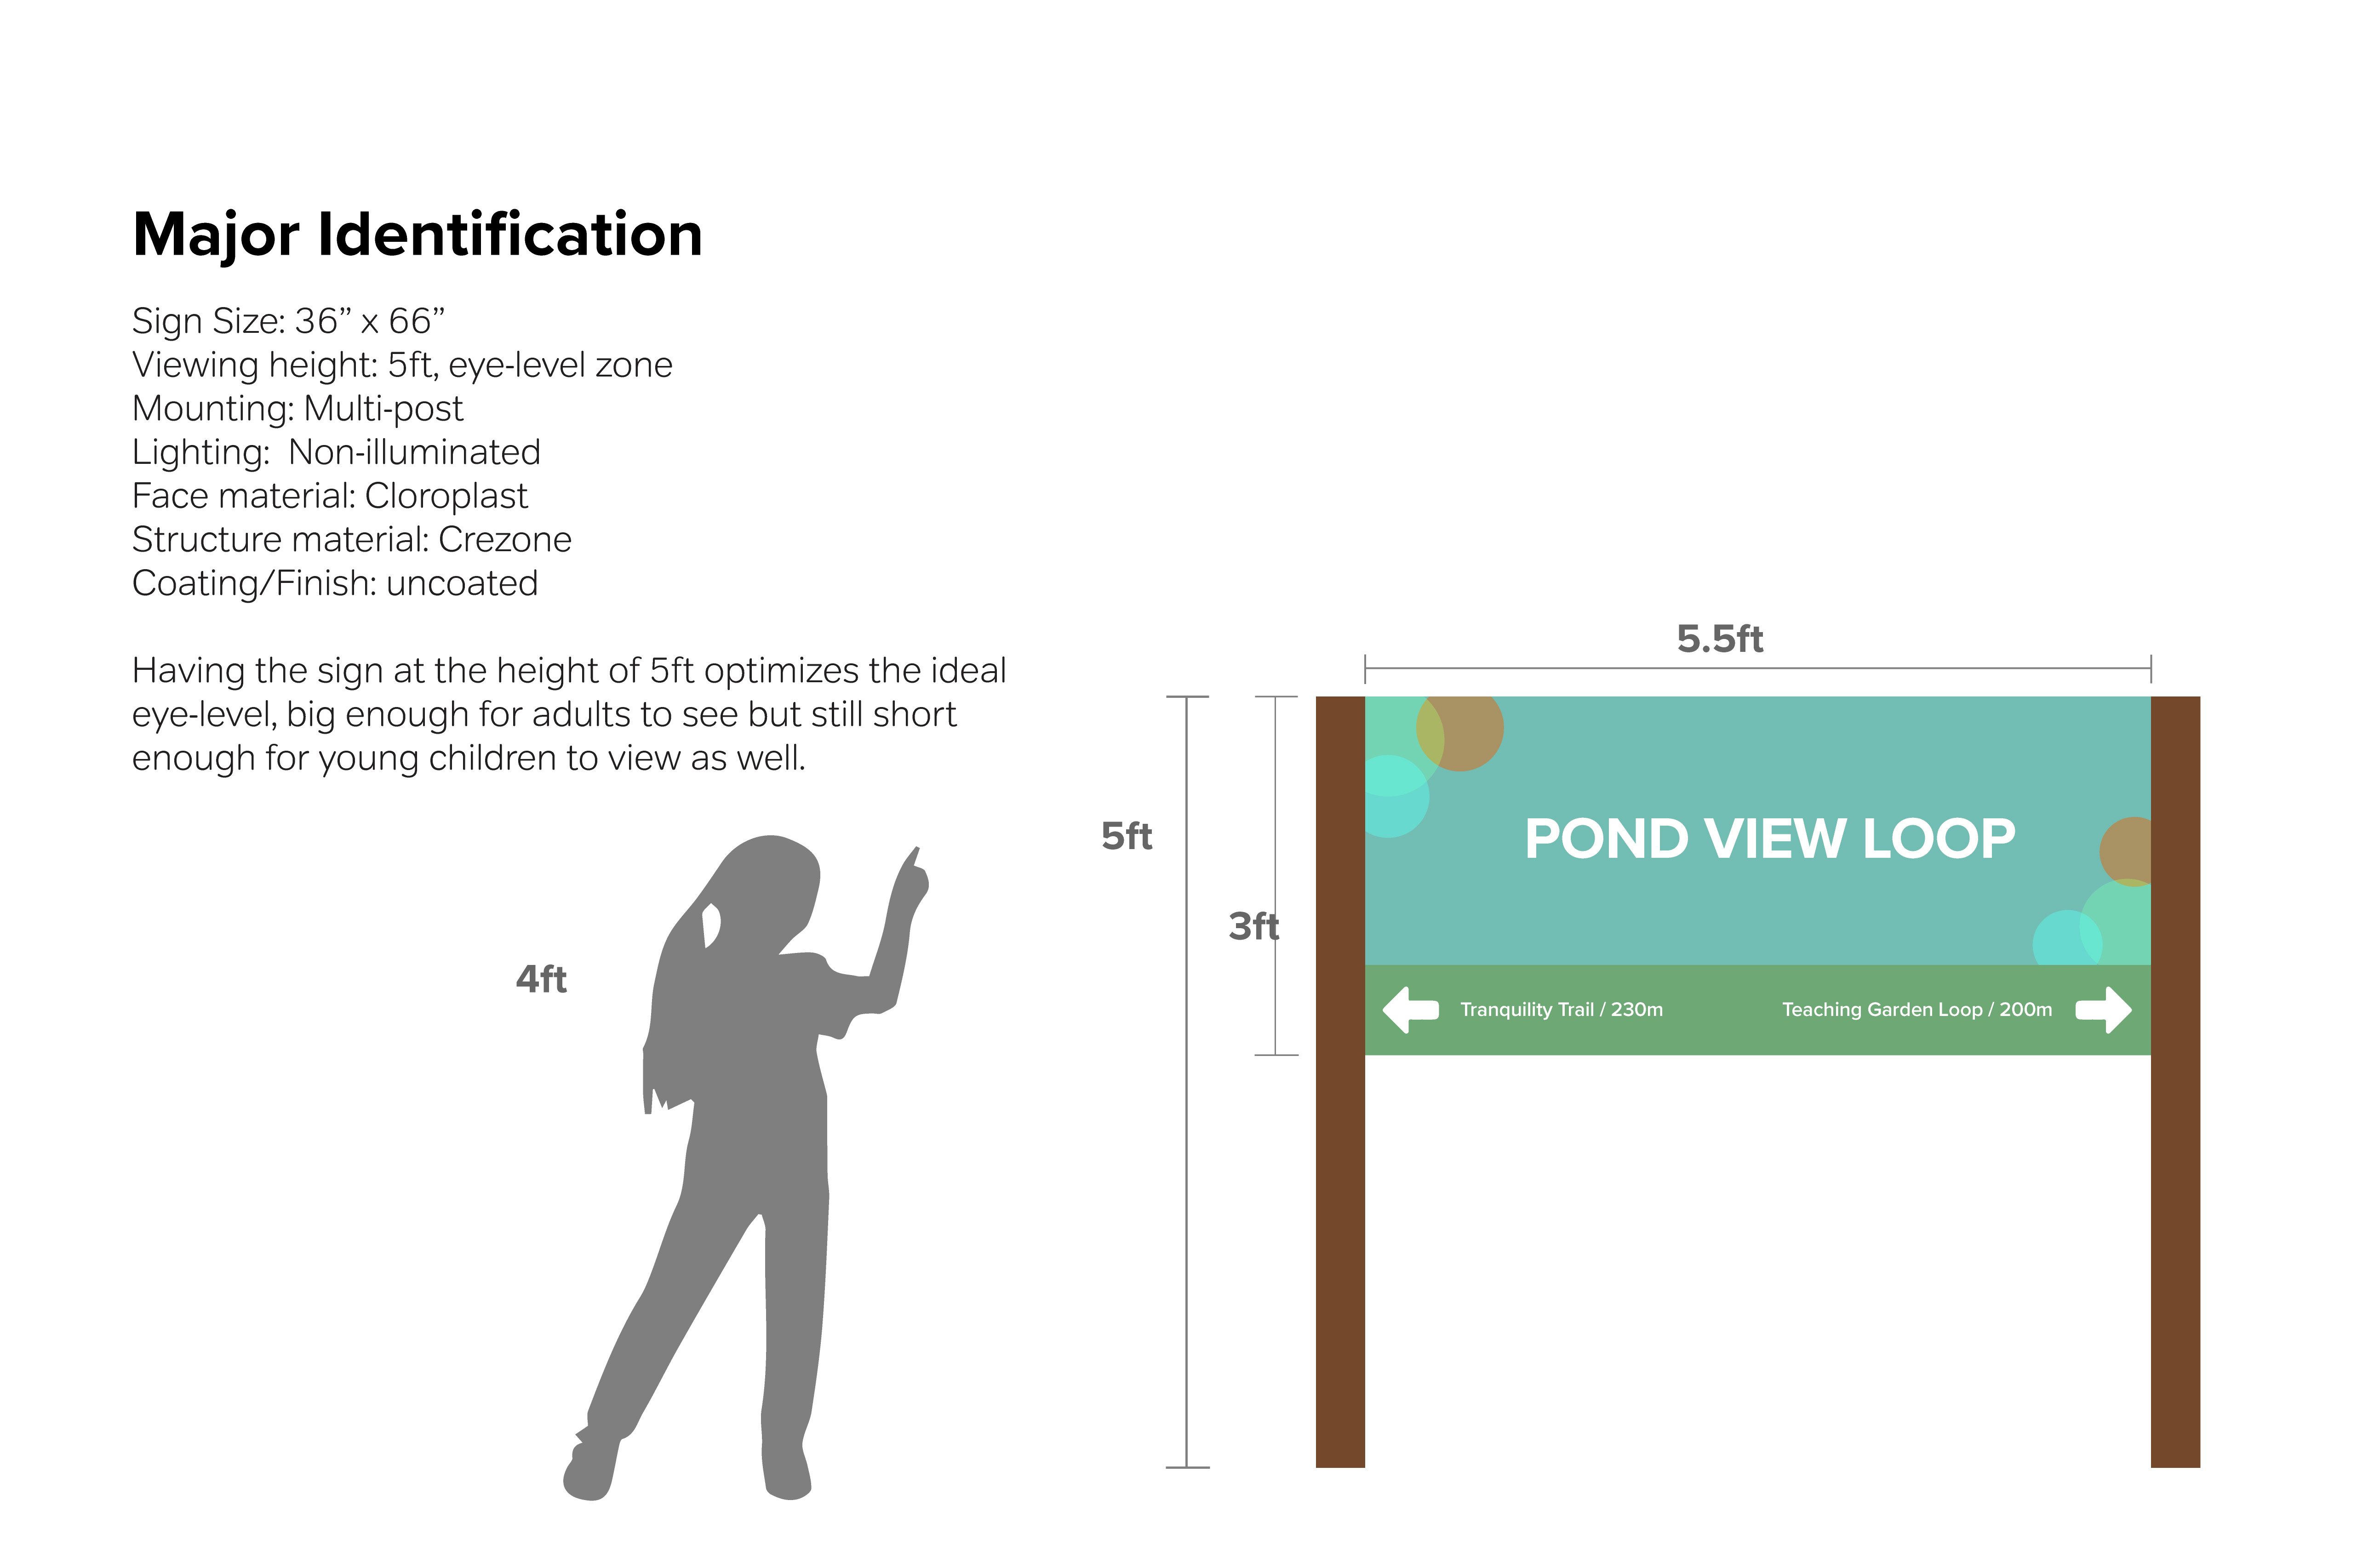 Major Identification
Sign Size: 36” x 66”
Viewing height: 5ft, eye-level zone
Mounting: Multi-post
Lighting:  Non-illuminated
Face material: Cloroplast
Structure material: Crezone
Coating/Finish: uncoated
Having the sign at the height of 5ft optimizes the ideal
eye-level, big enough for adults to see but still short
enough for young children to view as well.
4ft
5.5ft
5ft
3ft
POND VIEW LOOP
Tranquility Trail / 230m
Teaching Garden Loop / 200m